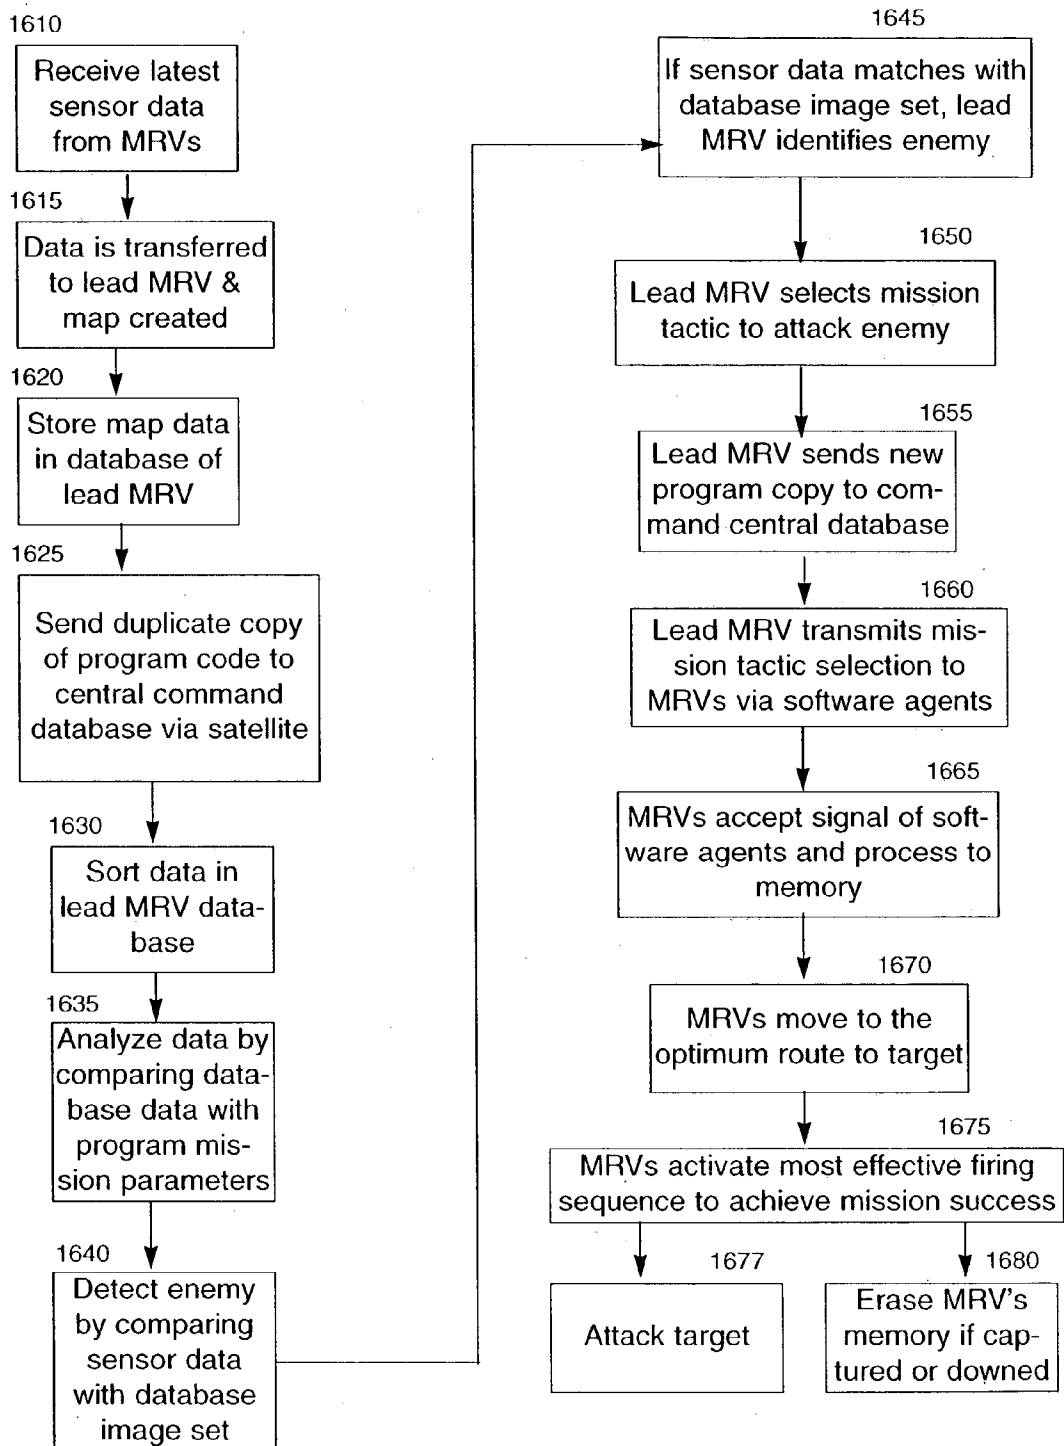 1610
Receive latest
sensor data
from MRVs
1615
Data is transferred
to lead MRV &
map created
1620
Store map data
in database of
lead MRV
1625
Send duplicate copy
of program code to
central command
database via satellite
1630
Sort data in
lead MRV data-
base
1635
Analyze data by
comparing data-
base data with
program mis-
sion parameters
1640
Detect enemy
by comparing
sensor data
with database
image set
1645
If sensor data matches with
database image set, lead
MRV identifies enemy
1650
Lead MRV selects mission
tactic to attack enemy
1655
Lead MRV sends new
program copy to com-
mand central database
1660
Lead MRV transmits mis-
sion tactic selection to
MRVs via software agents
1665
MRVs accept signal of soft-
ware agents and process to
memory
1670
MRVs move to the
optimum route to target
1675
MRVs activate most effective firing
sequence to achieve mission success
1677
Attack target
1680
Erase MRV's
memory if cap-
tured or downed